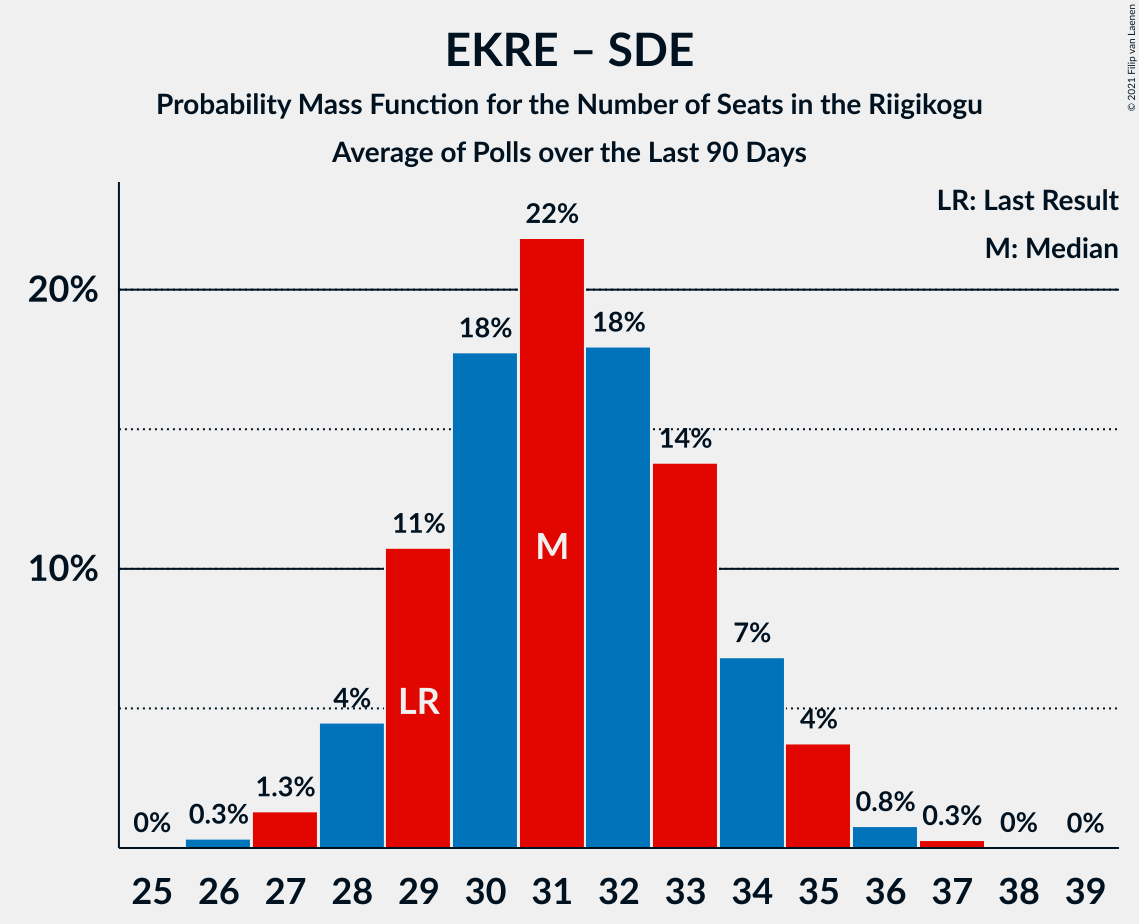 EKRE – SDE
Probability Mass Function for the Number of Seats in the Riigikogu
Average of Polls over the Last 90 Days
© 2021 Filip van Laenen
LR: Last Result
M: Median
20%
10%
0% 0.3% 1.3% 4% 11% 18% 22% 18% 14% 7% 4% 0.8% 0.3% 0% 0%
LR M
25 26 27 28 29 30 31 32 33 34 35 36 37 38 39